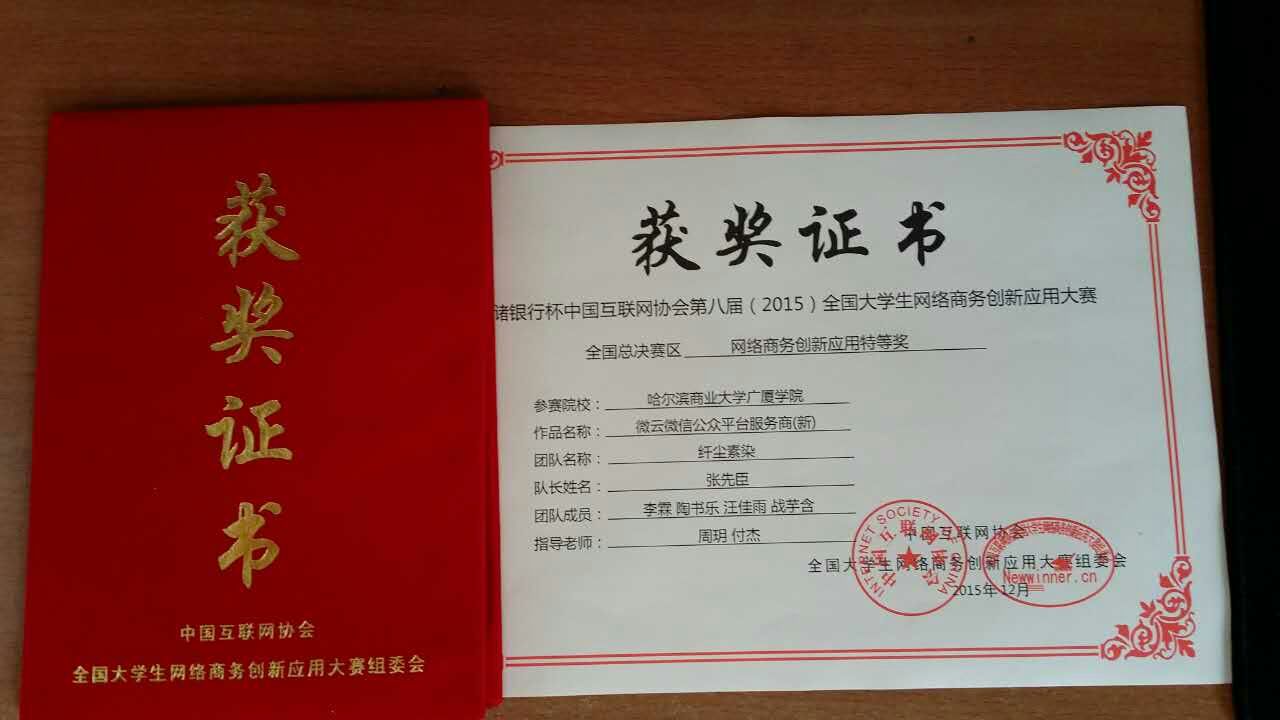 获奖证书
中国互联网协会
全国大学生网络商务创新应用大赛组委会
获奖证书
储银行杯中国互联网协会第八届（2015）全国大学生网络商务创新应用大赛
全国总决赛区 网络商务创新应用特等奖
参赛院校： 哈尔滨商业大学广厦学院
作品名称： 微云微信公众平台服务商(新)
团队名称： 纤尘素染
队长姓名： 张先臣
团队成员： 李霖 陶书乐 汪佳雨 战芋含
指导老师： 周玥 付杰
中国互联网协会
全国大学生网络商务创新应用大赛组委会
2015年12月
INTERNET SOCIETY OF CHINA
中国互联网协会
Newwinner.cn